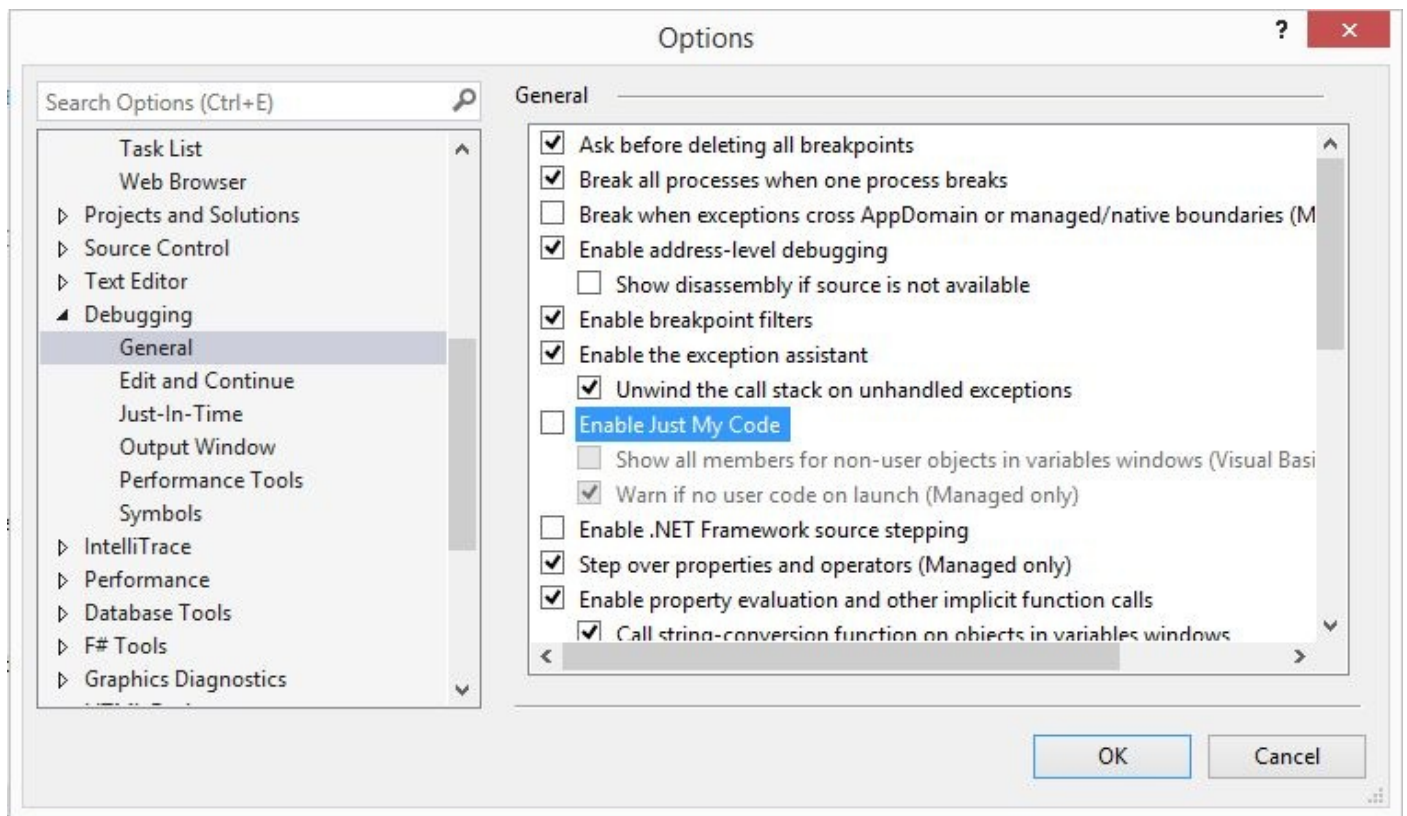 Options
?
Search Options (Ctrl+E)
Task List
Web Browser
Projects and Solutions
Source Control
Text Editor
Debugging
General
Edit and Continue
Just-In-Time
Output Window
Performance Tools
Symbols
IntelliTrace
Performance
Database Tools
F# Tools
Graphics Diagnostics
General
Ask before deleting all breakpoints
Break all processes when one process breaks
Break when exceptions cross AppDomain or managed/native boundaries (M
Enable address-level debugging
Show disassembly if source is not available
Enable breakpoint filters
Enable the exception assistant
Unwind the call stack on unhandled exceptions
Enable Just My Code
Show all members for non-user objects in variables windows (Visual Basi
Warn if no user code on launch (Managed only)
Enable .NET Framework source stepping
Step over properties and operators (Managed only)
Enable property evaluation and other implicit function calls
Call string-conversion function on objects in variables windows
OK
Cancel